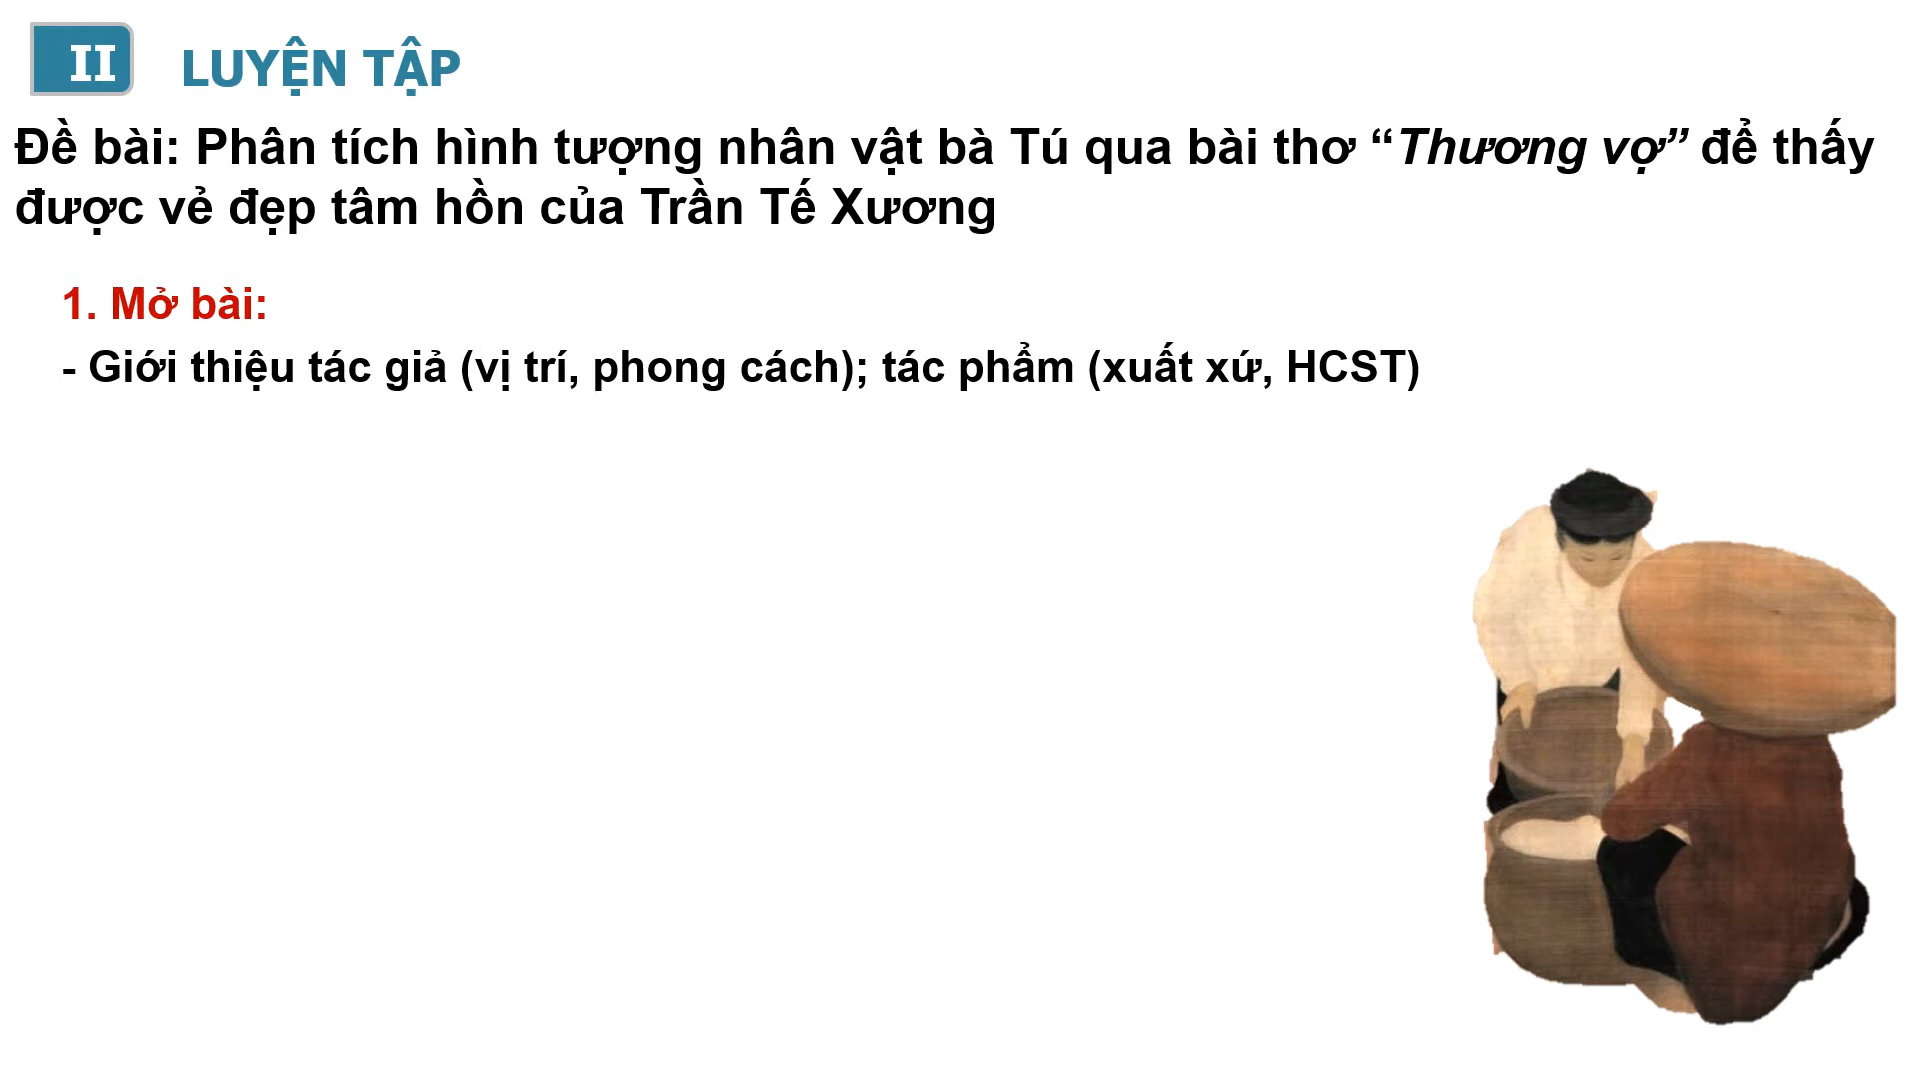 II LUYỆN TẬP
Đề bài: Phân tích hình tượng nhân vật bà Tú qua bài thơ “Thương vợ” để thấy
được vẻ đẹp tâm hồn của Trần Tế Xương
1. Mở bài:
- Giới thiệu tác giả (vị trí, phong cách); tác phẩm (xuất xứ, HCST)